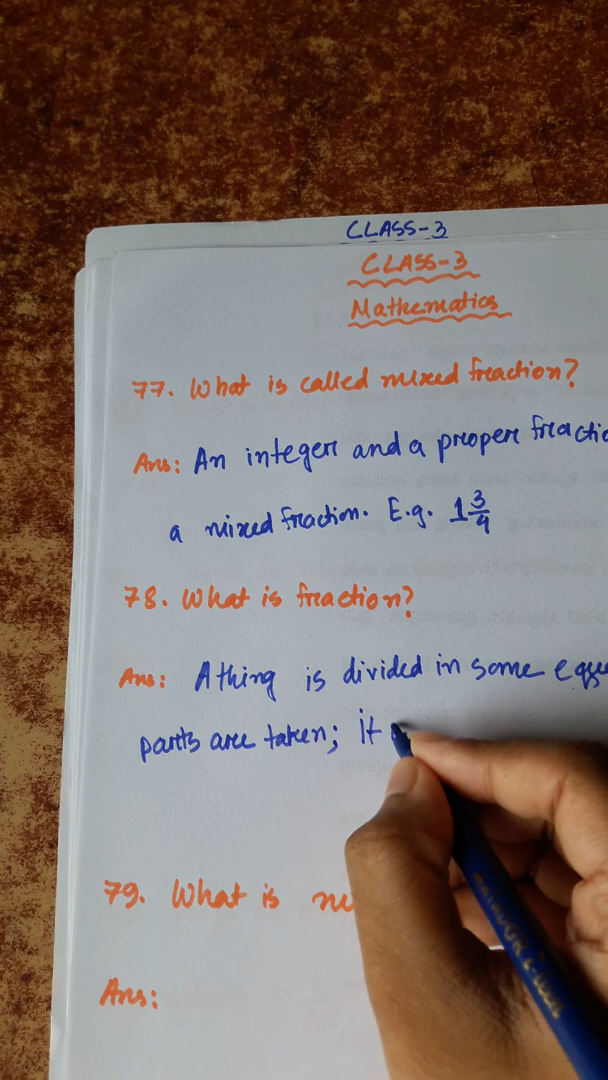 CLASS-3
CLASS-3
Mathematics
77. What is called mixed fraction?
Ans: An integer and a proper
a mixed fraction. E.g. 1 3/4
78. What is fraction?
Ans: A thing is divided in some
parts are taken; it
79. What is
Ans: